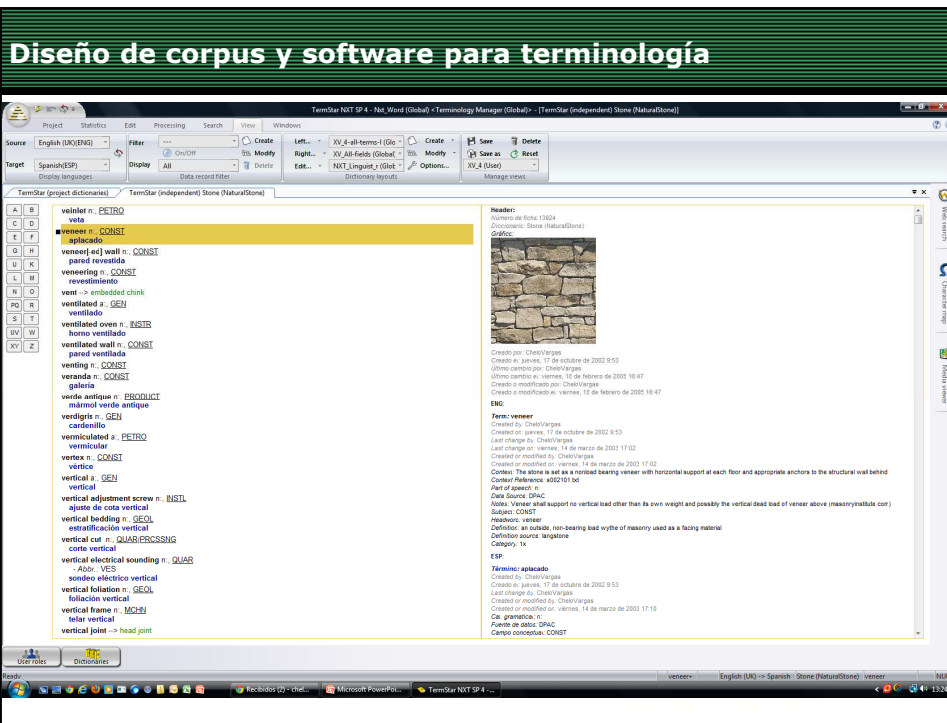 Diseño de corpus y software para terminología
TermStar NXT SP 4 - Nxt_Word (Global) <Terminology Manager (Global)> - [TermStar (independent) Stone (NaturalStone)]
Project Statistics Edit Processing Search View Windows
Source English (UK)(ENG) Filter --- Create Left... XV_4-all-terms-l (Glo Create Save Delete
On/Off Modify Right... XV_All-fields (Global, Modify Save as Reset
Target Spanish(ESP) Display All Delete Edit... NXT_Linguist_r (Glob Options... XV_4 (User)
Display languages Data record filter Dictionary layouts Manage views
TermStar (project dictionaries) TermStar (independent) Stone (NaturalStone)
A B
C D
E F
G H
IJ K
L M
N O
PQ R
S T
UV W
XY Z
veinlet n:, PETRO
veta
veneer n:, CONST
aplacado
veneer[-ed] wall n:, CONST
pared revestida
veneering n:, CONST
revestimiento
vent --> embedded chink
ventilated a:, GEN
ventilado
ventilated oven n:, INSTR
horno ventilado
ventilated wall n:, CONST
pared ventilada
venting n:, CONST
veranda n:, CONST
galería
verde antique n:, PRODUCT
mármol verde antique
verdigris n:, GEN
cardenillo
vermiculated a:, PETRO
vermicular
vertex n:, CONST
vértice
vertical a:, GEN
vertical
vertical adjustment screw n:, INSTL
ajuste de cota vertical
vertical bedding n:, GEOL
estratificación vertical
vertical cut n:, QUAR/PRCSSNG
corte vertical
vertical electrical sounding n:, QUAR
- Abbr.: VES
sondeo eléctrico vertical
vertical foliation n:, GEOL
foliación vertical
vertical frame n:, MCHN
telar vertical
vertical joint --> head joint
Header:
Número de ficha: 13924
Diccionario: Stone (NaturalStone)
Gráfico:
Creado por: CheloVargas
Creado el: jueves, 17 de octubre de 2002 9:53
Último cambio por: CheloVargas
Último cambio el: viernes, 18 de febrero de 2005 16:47
Creado o modificado por: CheloVargas
Creado o modificado el: viernes, 18 de febrero de 2005 16:47
ENG:
Term: veneer
Created by: CheloVargas
Created on: jueves, 17 de octubre de 2002 9:53
Last change by: CheloVargas
Last change on: viernes, 14 de marzo de 2003 17:02
Created or modified by: CheloVargas
Created or modified on: viernes, 14 de marzo de 2003 17:02
Context: The stone is set as a nonload bearing veneer with horizontal support at each floor and appropriate anchors to the structural wall behind
Context Reference: s002101.txt
Part of speech: n.
Data Source: DPAC
Notes: Veneer shall support no vertical load other than its own weight and possibly the vertical dead load of veneer above (masonryinstitute.com)
Subject: CONST
Headword: veneer
Definition: an outside, non-bearing load wythe of masonry used as a facing material
Definition source: langstone
Category: 1x
ESP:
Término: aplacado
Created by: CheloVargas
Creado el: jueves, 17 de octubre de 2002 9:53
Last change by: CheloVargas
Created or modified by: CheloVargas
Created or modified on: viernes, 14 de marzo de 2003 17:10
Cat. gramatical: n:
Fuente de datos: DPAC
Campo conceptual: CONST
Web search
Character map
Media viewer
User roles Dictionaries
Ready veneer+ English (UK) -> Spanish Stone (NaturalStone) veneer NU
Recibidos (2) - chel... Microsoft PowerPoi... TermStar NXT SP 4 -... 13:24